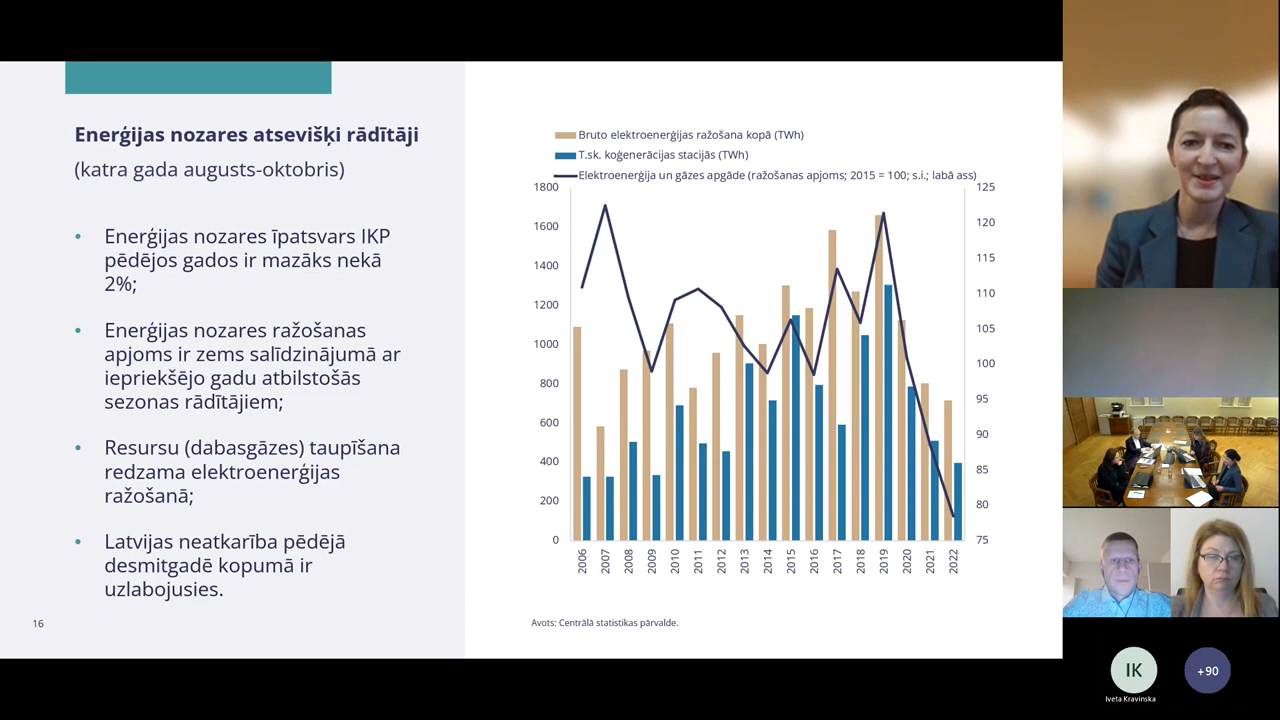 Enerģijas nozares atsevišķi rādītāji
(katra gada augusts-oktobris)
• Enerģijas nozares īpatsvars IKP
pēdējos gados ir mazāks nekā
2%;
• Enerģijas nozares ražošanas
apjoms ir zems salīdzinājumā ar
iepriekšējo gadu atbilstošās
sezonas rādītājiem;
• Resursu (dabasgāzes) taupīšana
redzama elektroenerģijas
ražošanā;
• Latvijas neatkarība pēdējā
desmitgadē kopumā ir
uzlabojusies.
16
Bruto elektroenerģijas ražošana kopā (TWh)
T.sk. koģenerācijas stacijās (TWh)
Elektroenerģija un gāzes apgāde (ražošanas apjoms; 2015 = 100; s.i.; labā ass)
1800
1600
1400
1200
1000
800
600
400
200
0
125
120
115
110
105
100
95
90
85
80
75
2006 2007 2008 2009 2010 2011 2012 2013 2014 2015 2016 2017 2018 2019 2020 2021 2022
Avots: Centrālā statistikas pārvalde.
IK
Iveta Kravinska
+90